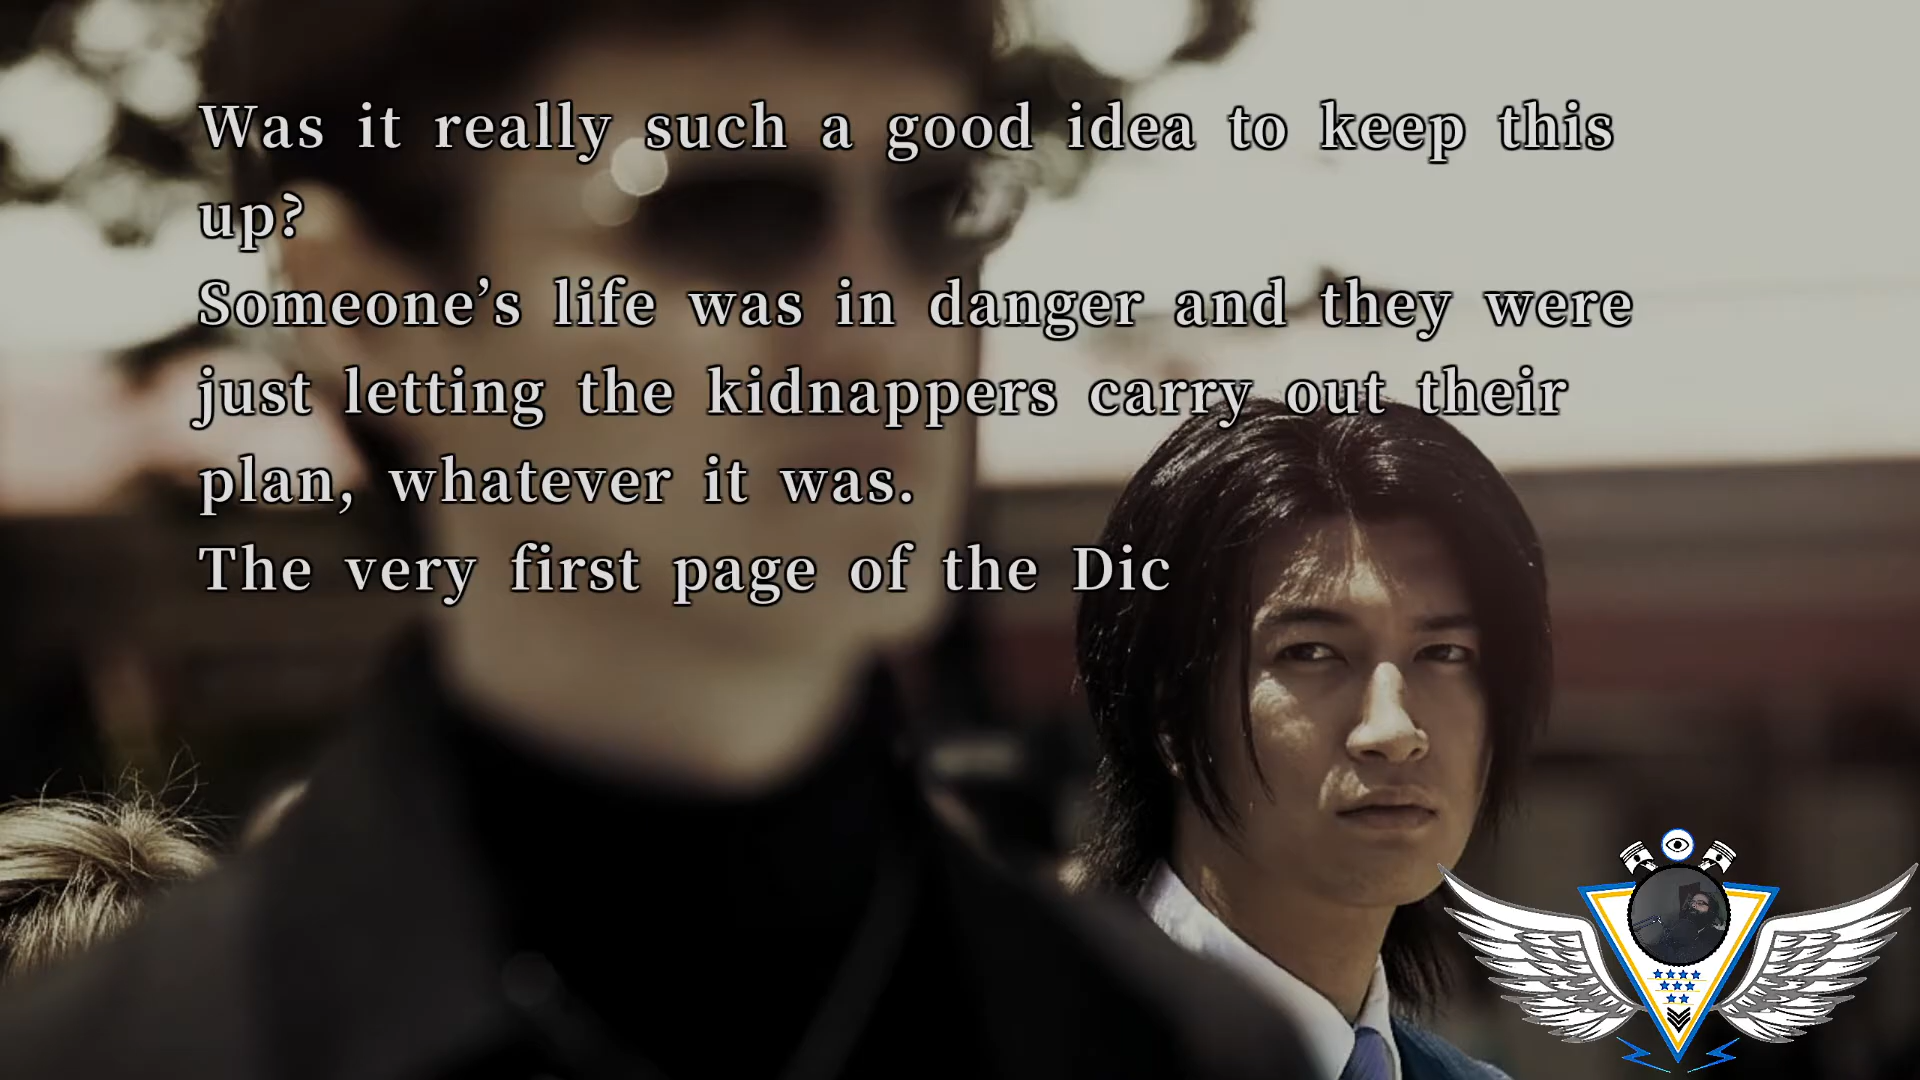 Was it really such a good idea to keep this
up?
Someone’s life was in danger and they were
just letting the kidnappers carry out their
plan, whatever it was.
The very first page of the Dic